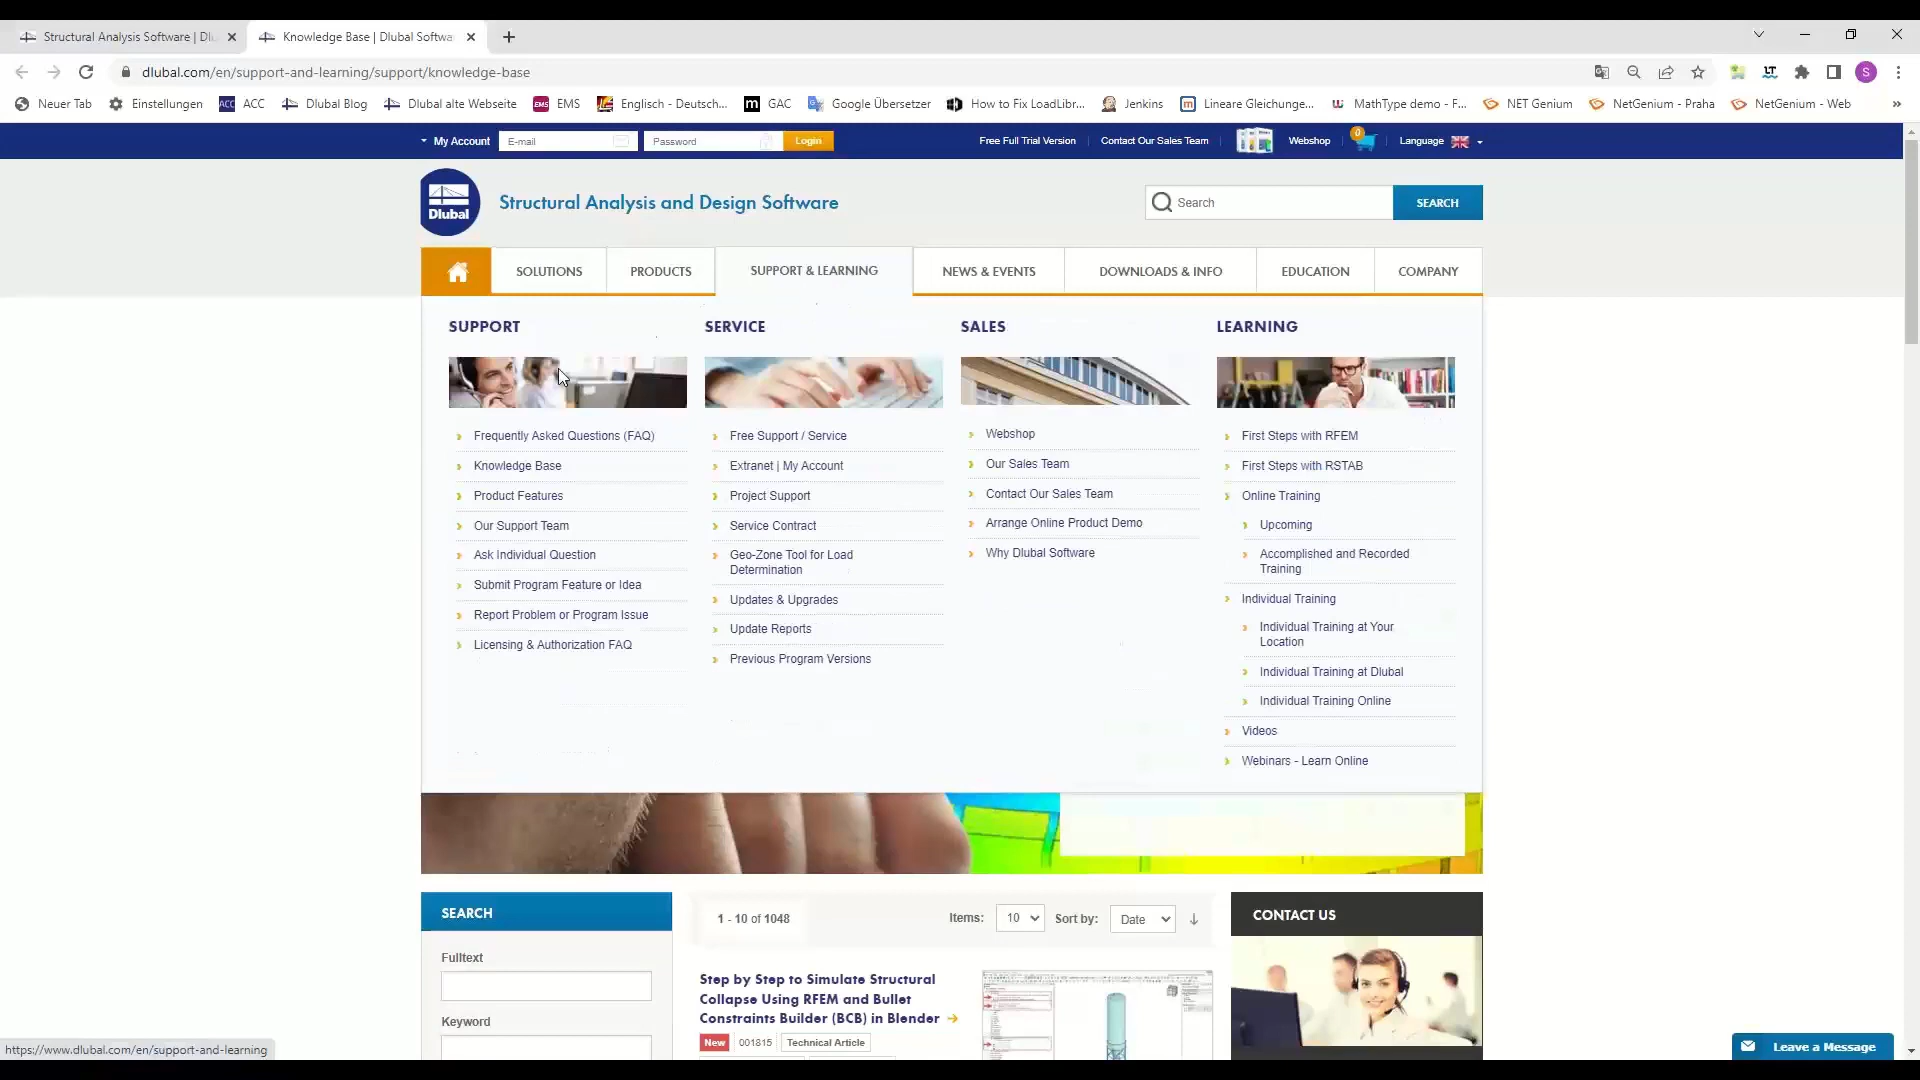 Structural Analysis Software | Dlu
Knowledge Base | Dlubal Softwa
dlubal.com/en/support-and-learning/support/knowledge-base
S
Neuer Tab
Einstellungen
ACC ACC
Dlubal Blog
Dlubal alte Webseite
EMS EMS
Englisch - Deutsch...
m GAC
Google Übersetzer
How to Fix LoadLibr...
Jenkins
Lineare Gleichunge...
MathType demo - F...
NET Genium
NetGenium - Praha
NetGenium - Web
»
My Account
E-mail
Password
Login
Free Full Trial Version
Contact Our Sales Team
Webshop
0
Language
Dlubal
Structural Analysis and Design Software
Search
SEARCH
SOLUTIONS
PRODUCTS
SUPPORT & LEARNING
NEWS & EVENTS
DOWNLOADS & INFO
EDUCATION
COMPANY
SUPPORT
Frequently Asked Questions (FAQ)
Knowledge Base
Product Features
Our Support Team
Ask Individual Question
Submit Program Feature or Idea
Report Problem or Program Issue
Licensing & Authorization FAQ
SERVICE
Free Support / Service
Extranet | My Account
Project Support
Service Contract
Geo-Zone Tool for Load
Determination
Updates & Upgrades
Update Reports
Previous Program Versions
SALES
Webshop
Our Sales Team
Contact Our Sales Team
Arrange Online Product Demo
Why Dlubal Software
LEARNING
First Steps with RFEM
First Steps with RSTAB
Online Training
Upcoming
Accomplished and Recorded
Training
Individual Training
Individual Training at Your
Location
Individual Training at Dlubal
Individual Training Online
Videos
Webinars - Learn Online
SEARCH
Fulltext
Keyword
1 - 10 of 1048
Items: 10
Sort by: Date
Step by Step to Simulate Structural
Collapse Using RFEM and Bullet
Constraints Builder (BCB) in Blender
New 001815 Technical Article
CONTACT US
Leave a Message
https://www.dlubal.com/en/support-and-learning